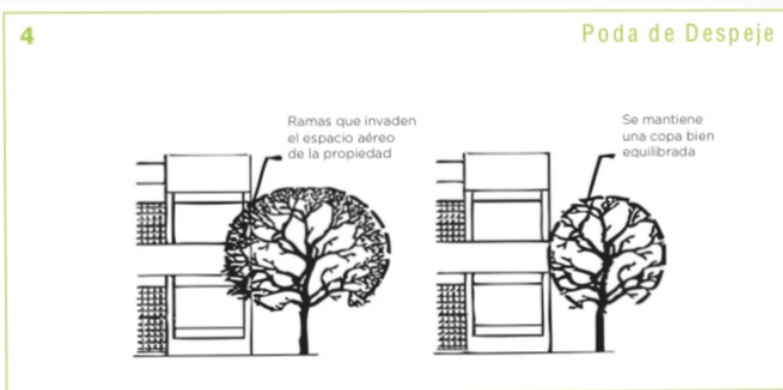 4
Poda de Despeje
Ramas que invaden
el espacio aéreo
de la propiedad
Se mantiene
una copa bien
equilibrada